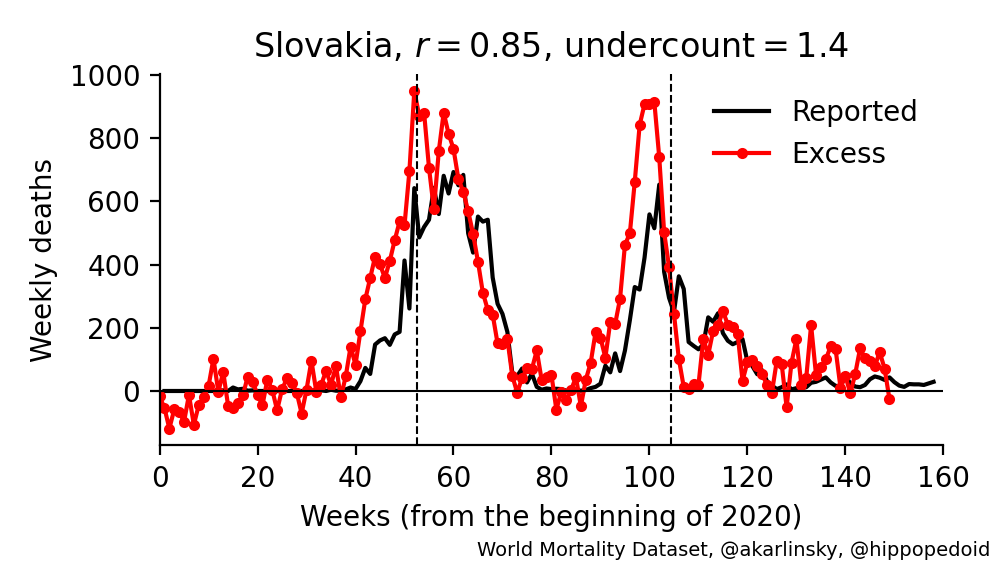 Slovakia, r = 0.85, undercount = 1.4
1000
800
600
400
200
0
Weekly deaths
Reported
Excess
0 20 40 60 80 100 120 140 160
Weeks (from the beginning of 2020)
World Mortality Dataset, @akarlinsky, @hippopedoid